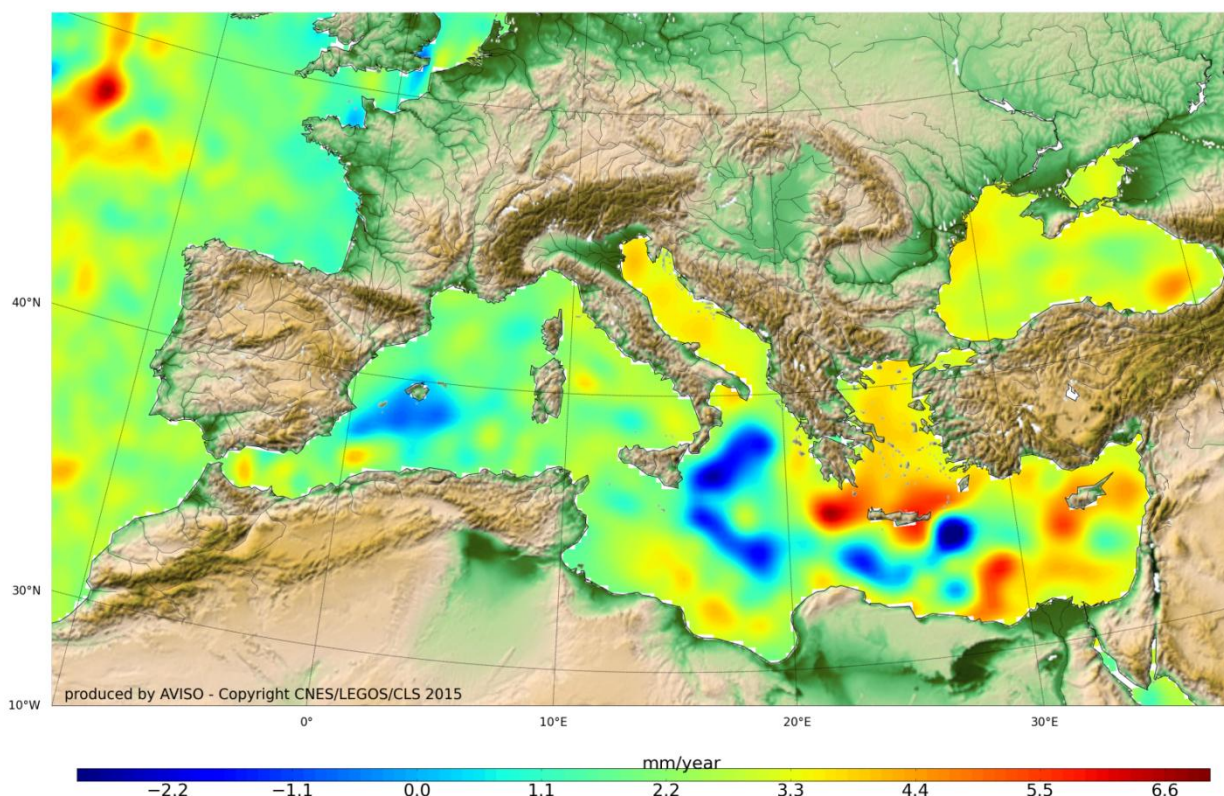 40°N
30°N
produced by AVISO - Copyright CNES/LEGOS/CLS 2015
10°W
0°
10°E
20°E
30°E
mm/year
−2.2
−1.1
0.0
1.1
2.2
3.3
4.4
5.5
6.6